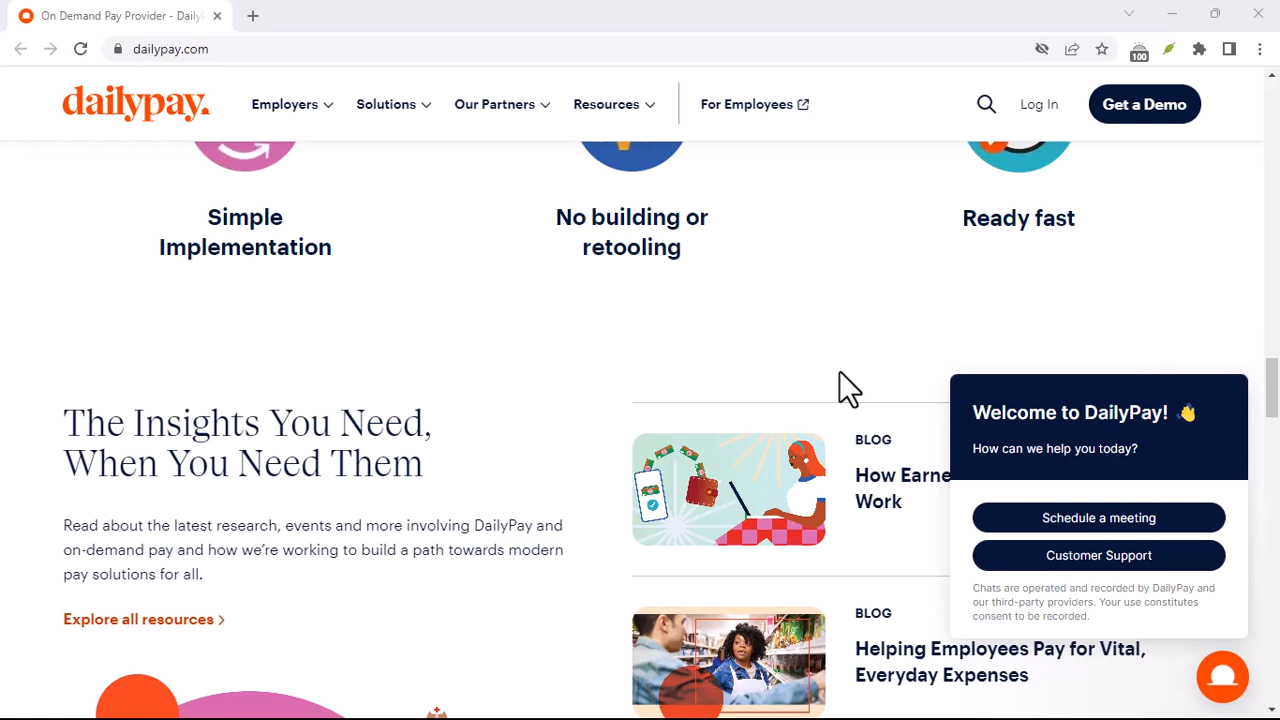 On Demand Pay Provider - Daily
dailypay.com
100
dailypay.
Employers
Solutions
Our Partners
Resources
For Employees
Log In
Get a Demo
Simple
Implementation
No building or
retooling
Ready fast
The Insights You Need,
When You Need Them
Read about the latest research, events and more involving DailyPay and
on-demand pay and how we're working to build a path towards modern
pay solutions for all.
Explore all resources
BLOG
How Earne
Work
BLOG
Helping Employees Pay for Vital,
Everyday Expenses
Welcome to DailyPay! 👋
How can we help you today?
Schedule a meeting
Customer Support
Chats are operated and recorded by DailyPay and
our third-party providers. Your use constitutes
consent to be recorded.